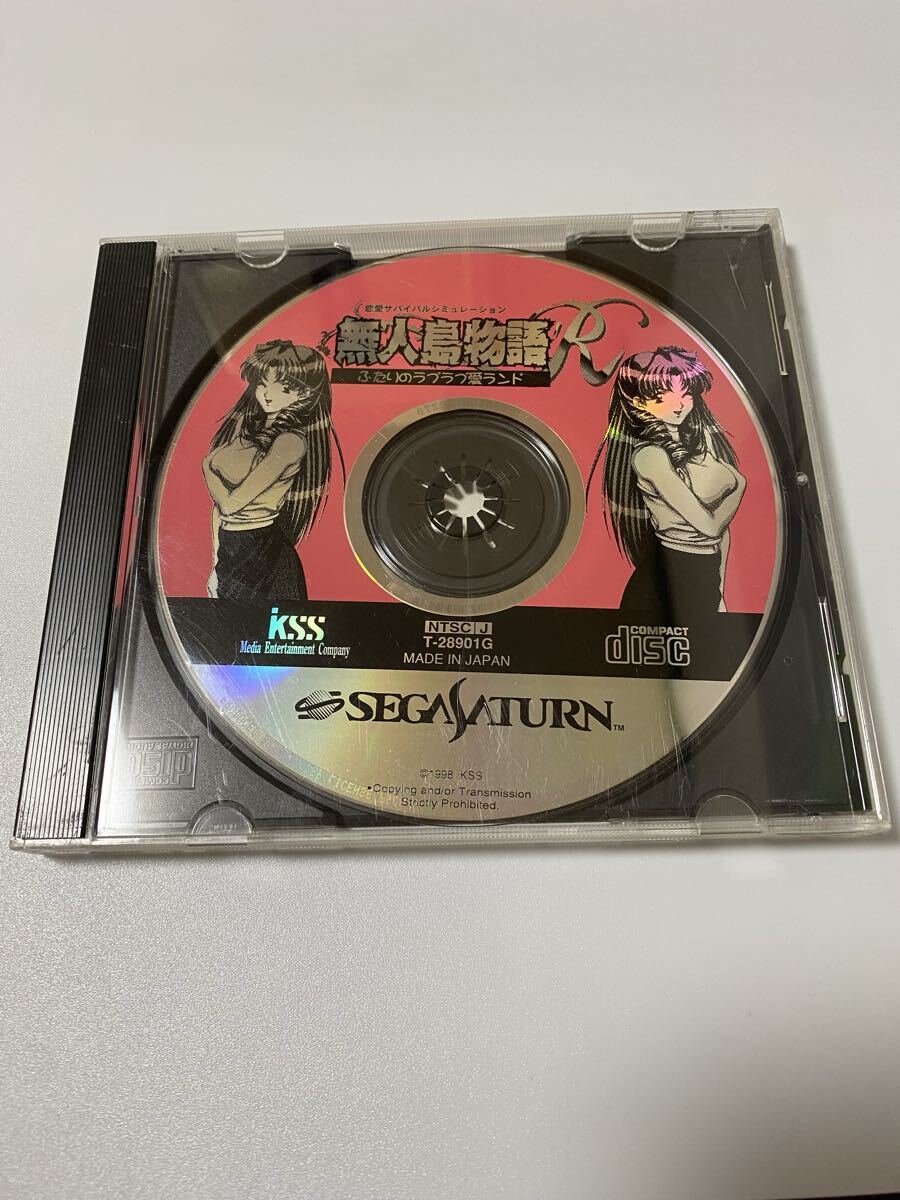 恋愛サバイバルシミュレーション
無人島物語R
ふたりのラブラブ愛ランド
KSS
Media Entertainment Company
NTSC J
T-28901G
MADE IN JAPAN
COMPACT
disc
SEGA SATURN™
©1998 KSS
•Copying and/or Transmission
Strictly Prohibited.